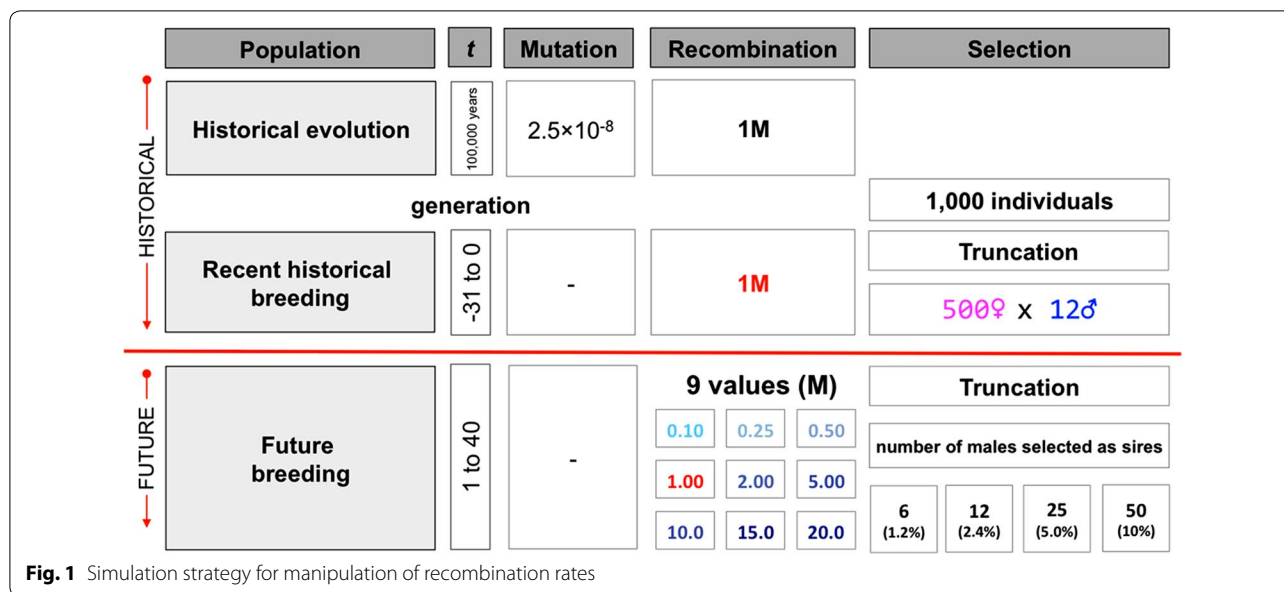 Population t Mutation Recombination Selection
HISTORICAL
Historical evolution
100,000 years
2.5×10⁻⁸
1M
generation
1,000 individuals
Recent historical
breeding
-31 to 0
-
1M
Truncation
500♀ x 12♂
FUTURE
Future
breeding
1 to 40
-
9 values (M)
0.10 0.25 0.50
1.00 2.00 5.00
10.0 15.0 20.0
Truncation
number of males selected as sires
6 12 25 50
(1.2%) (2.4%) (5.0%) (10%)
Fig. 1 Simulation strategy for manipulation of recombination rates